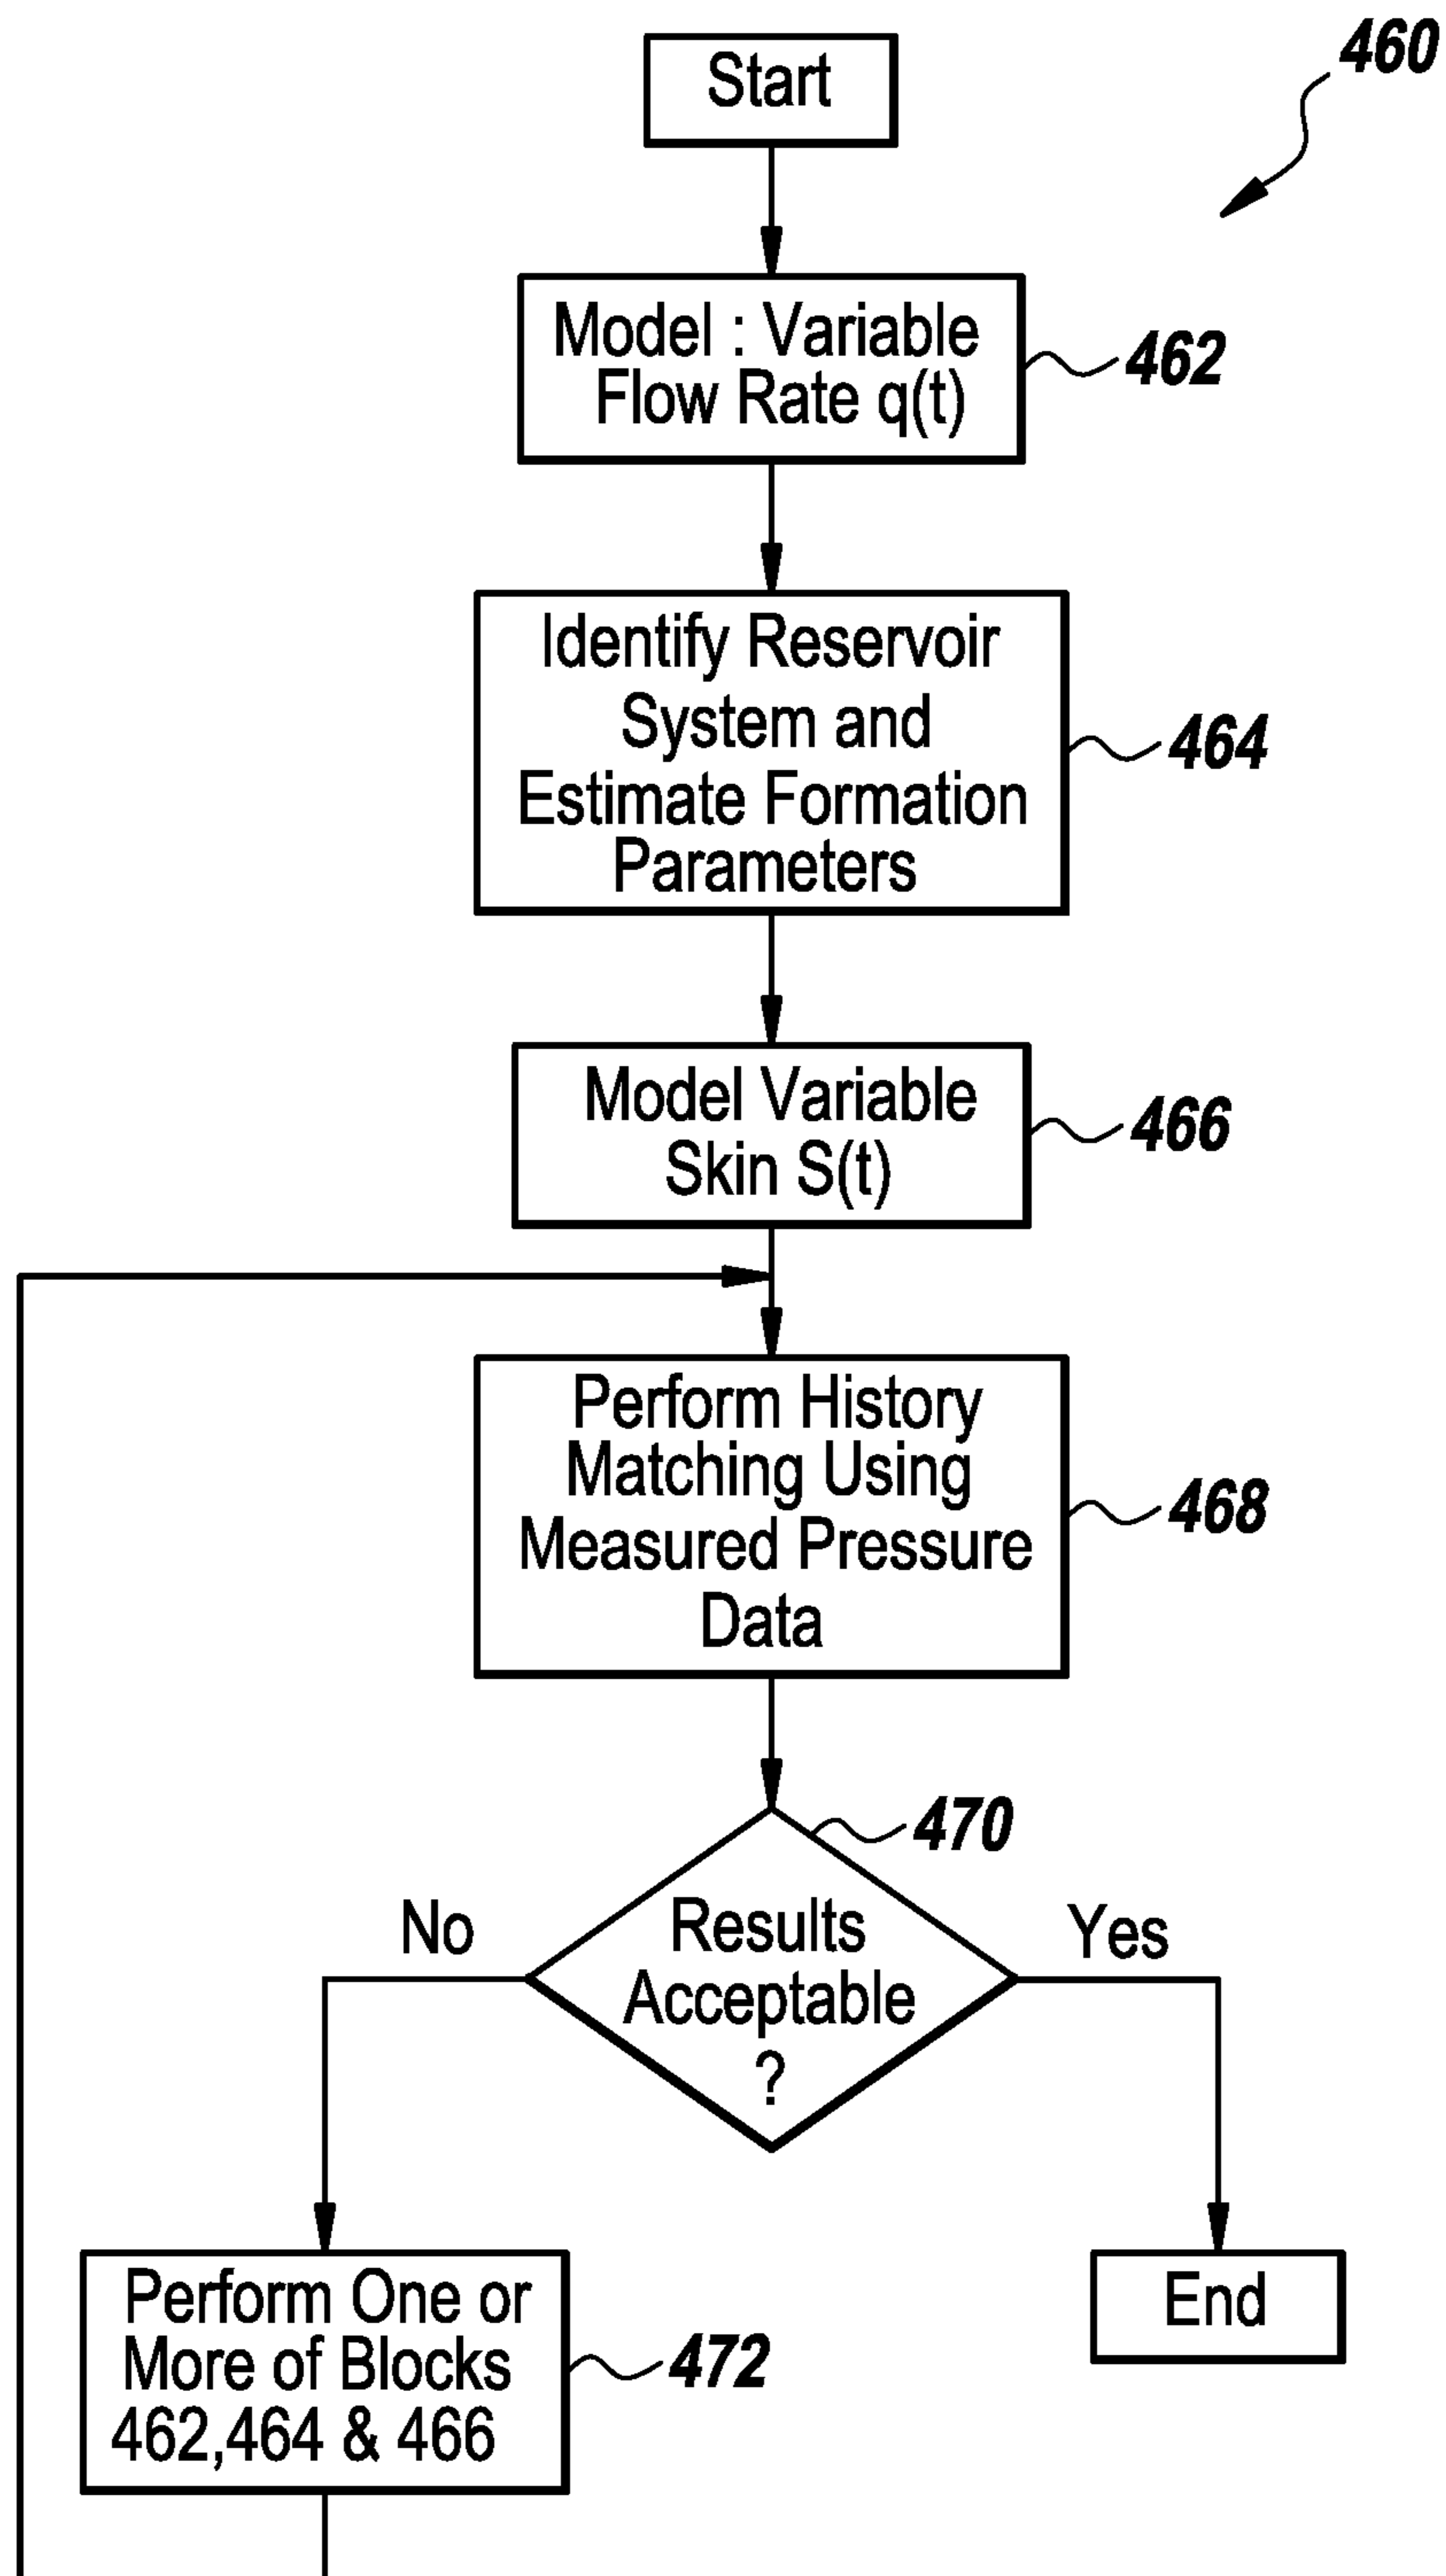 460
Start
Model : Variable
Flow Rate q(t)
462
Identify Reservoir
System and
Estimate Formation
Parameters
464
Model Variable
Skin S(t)
466
Perform History
Matching Using
Measured Pressure
Data
468
470
Results
Acceptable
?
No
Yes
Perform One or
More of Blocks
462,464 & 466
472
End